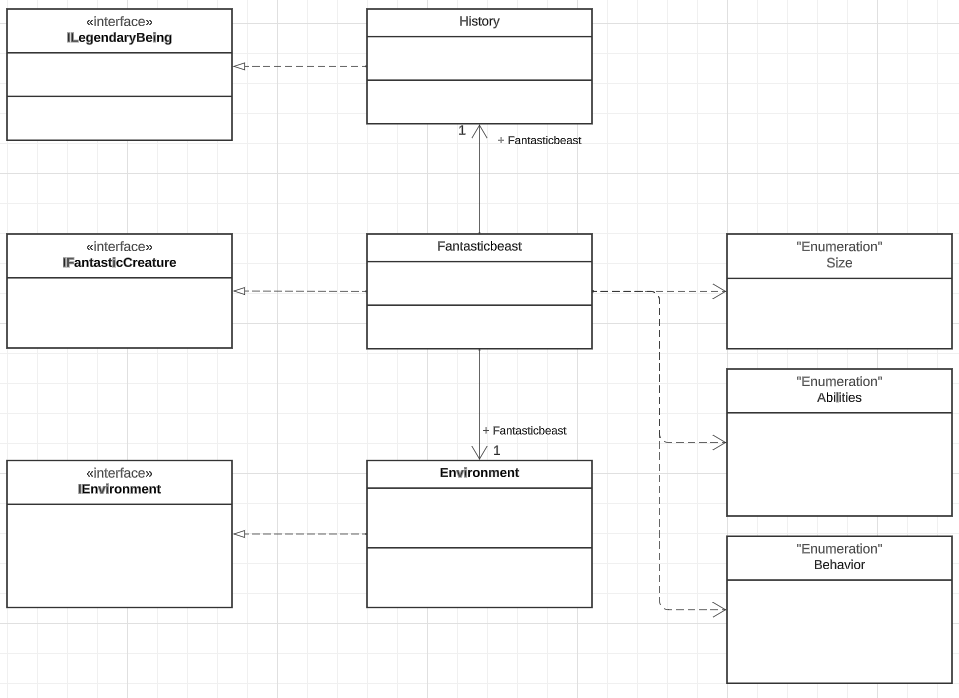 «interface»
ILegendaryBeing
History
1
+ Fantasticbeast
«interface»
IFantasticCreature
Fantasticbeast
"Enumeration"
Size
"Enumeration"
Abilities
+ Fantasticbeast
1
«interface»
IEnvironment
Environment
"Enumeration"
Behavior